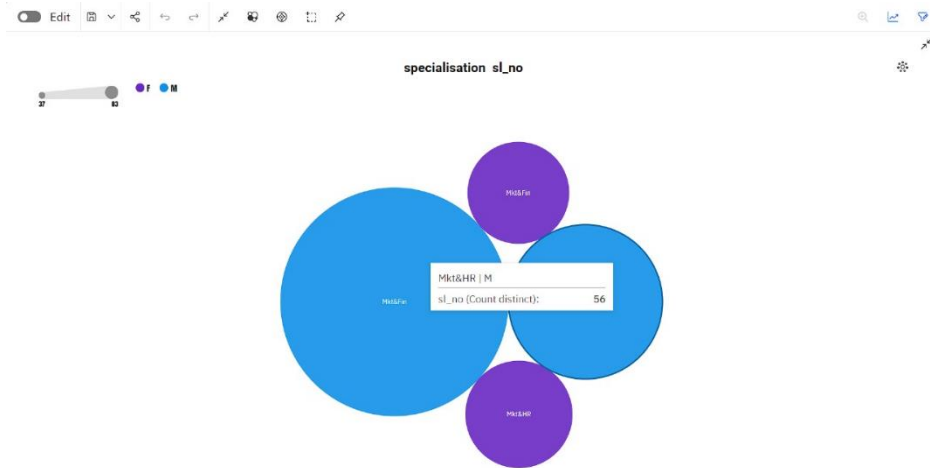 Edit
specialisation sl_no
F M
37 83
Mkt&Fin
Mkt&HR | M
sl_no (Count distinct): 56
Mkt&Fin
Mkt&HR